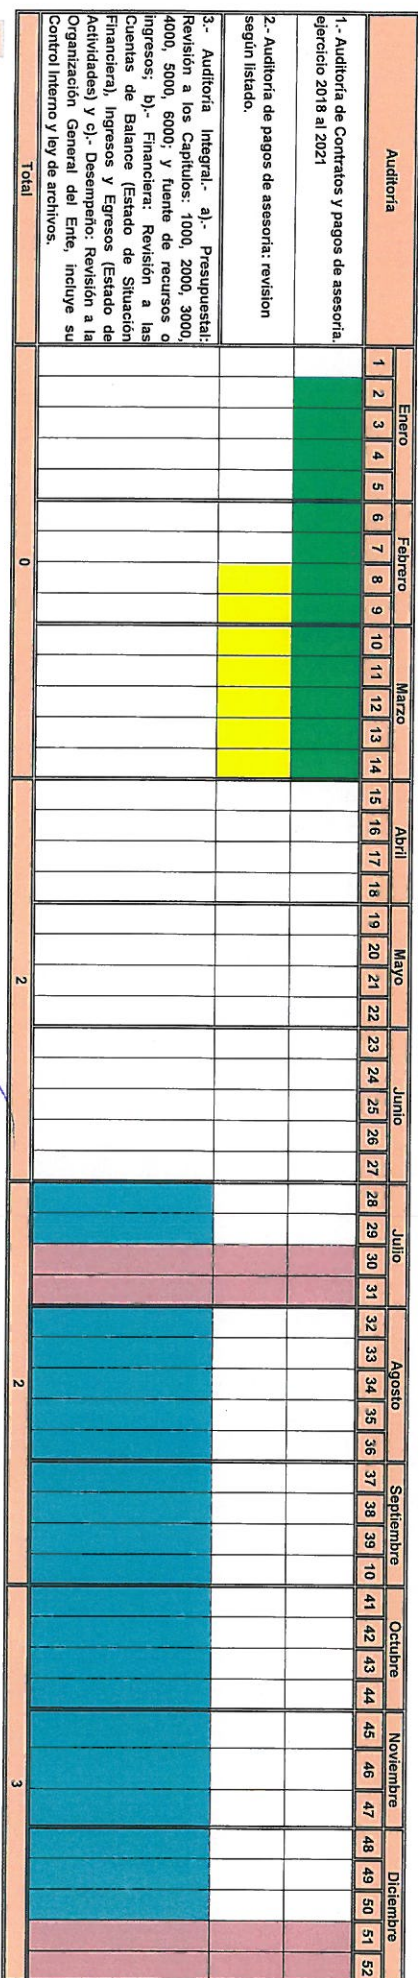 Auditoría
Enero Febrero Marzo Abril Mayo Junio Julio Agosto Septiembre Octubre Noviembre Diciembre
1 2 3 4 5 6 7 8 9 10 11 12 13 14 15 16 17 18 19 20 21 22 23 24 25 26 27 28 29 30 31 32 33 34 35 36 37 38 39 10 41 42 43 44 45 46 47 48 49 50 51 52
1.- Auditoría de Contratos y pagos de asesoria.
ejercicio 2018 al 2021
2.- Auditoría de pagos de asesoria: revision
según listado.
3.- Auditoría Integral.- a).- Presupuestal:
Revisión a los Capítulos: 1000, 2000, 3000,
4000, 5000, 6000; y fuente de recursos o
ingresos; b).- Financiera: Revisión a las
Cuentas de Balance (Estado de Situación
Financiera), Ingresos y Egresos (Estado de
Actividades) y c).- Desempeño: Revisión a la
Organización General del Ente, incluye su
Control Interno y ley de archivos.
Total 0 2 2 3